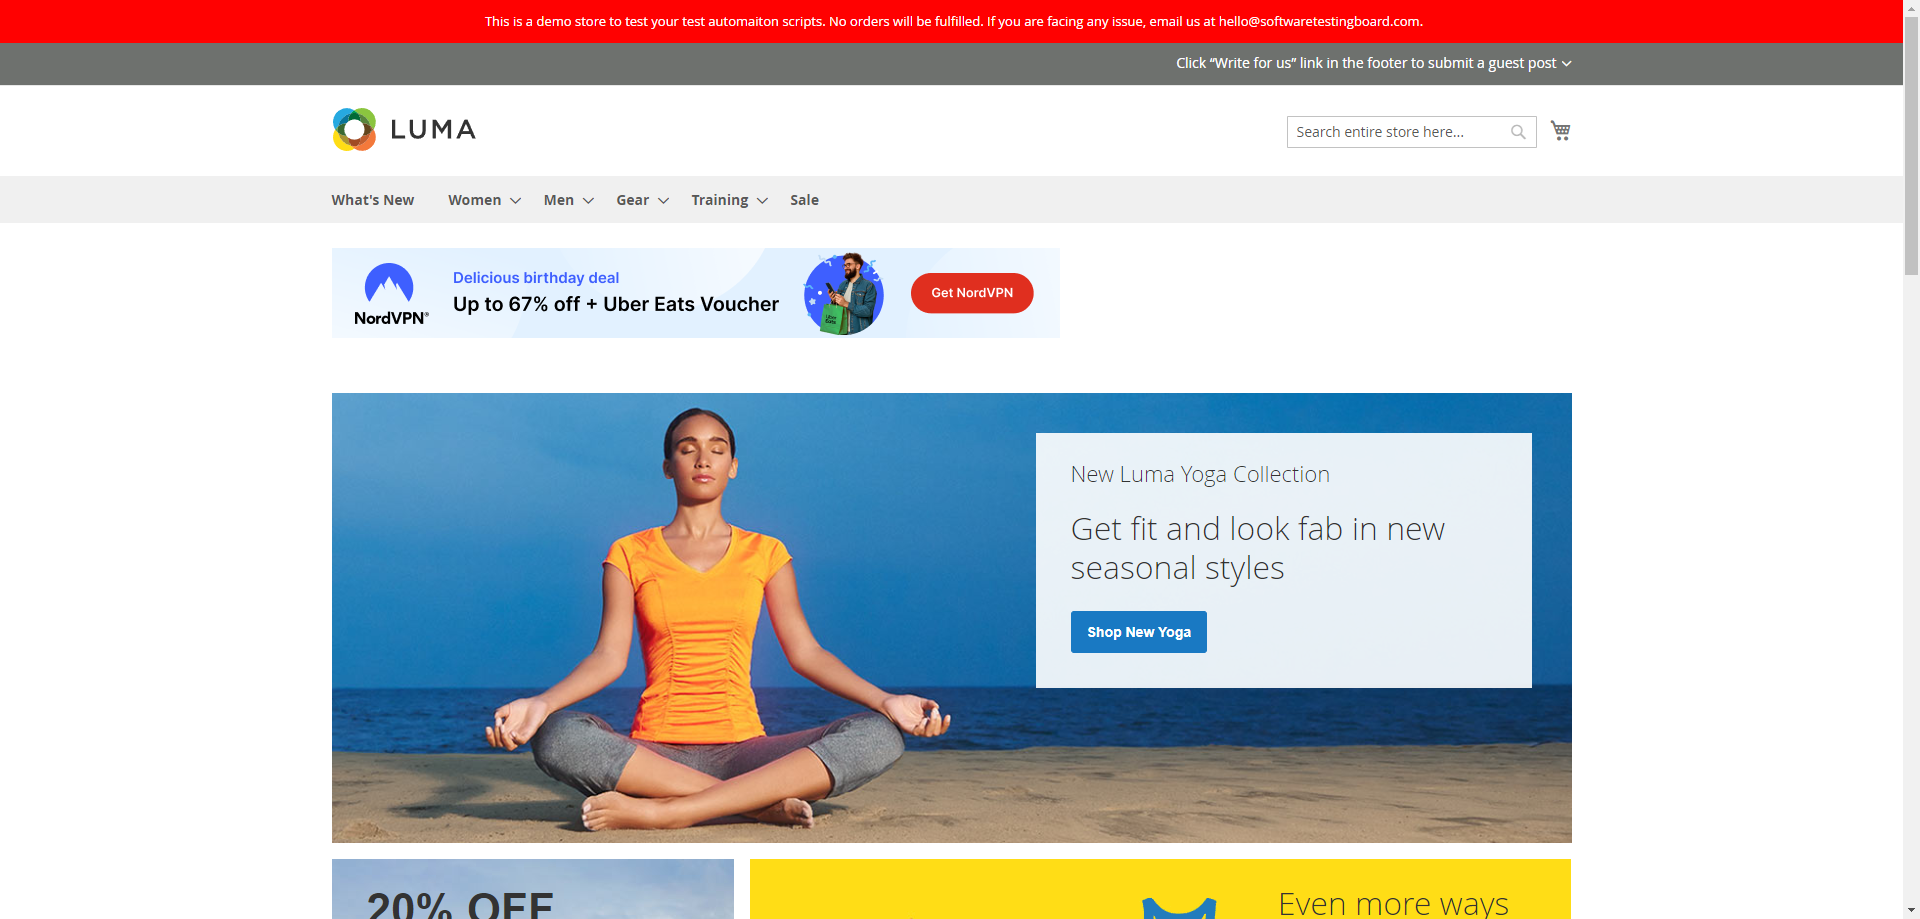 This is a demo store to test your test automaiton scripts. No orders will be fulfilled. If you are facing any issue, email us at hello@softwaretestingboard.com.
Click “Write for us” link in the footer to submit a guest post
LUMA
Search entire store here...
What's New Women Men Gear Training Sale
NordVPN®
Delicious birthday deal
Up to 67% off + Uber Eats Voucher
Uber
Eats
Get NordVPN
New Luma Yoga Collection
Get fit and look fab in new
seasonal styles
Shop New Yoga
20% OFF
Even more ways